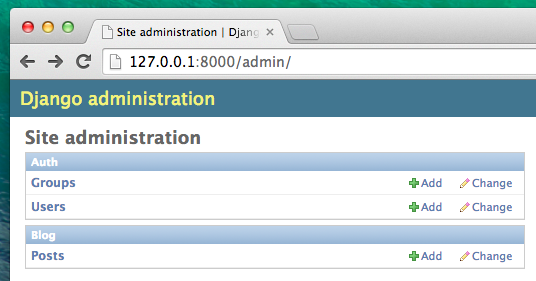 Site administration | Djang
127.0.0.1:8000/admin/
Django administration
Site administration
Auth
Groups Add Change
Users Add Change
Blog
Posts Add Change